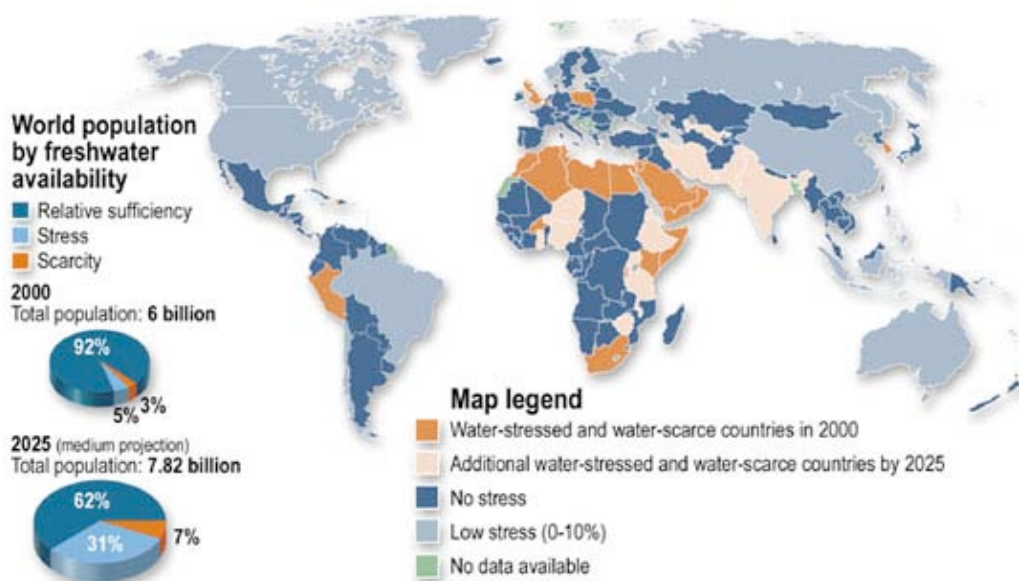 World population
by freshwater
availability
Relative sufficiency
Stress
Scarcity
2000
Total population: 6 billion
92%
5%
3%
2025 (medium projection)
Total population: 7.82 billion
62%
31%
7%
Map legend
Water-stressed and water-scarce countries in 2000
Additional water-stressed and water-scarce countries by 2025
No stress
Low stress (0-10%)
No data available